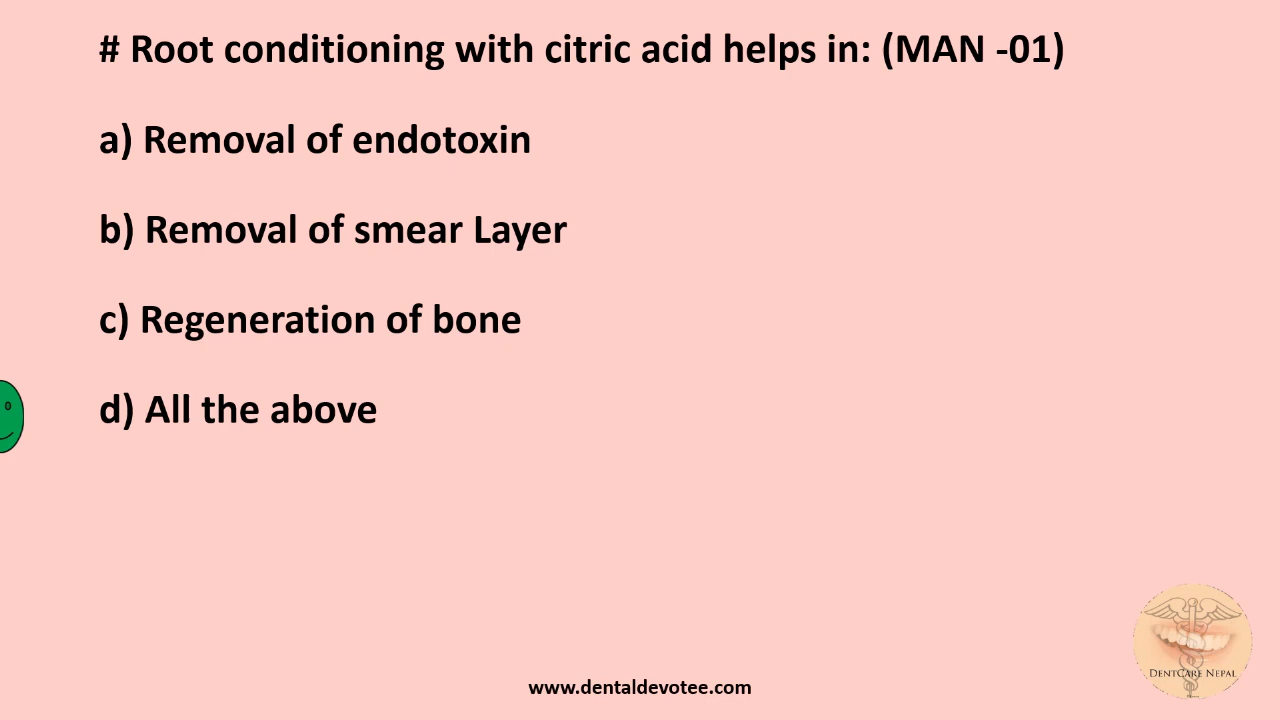 # Root conditioning with citric acid helps in: (MAN -01)
a) Removal of endotoxin
b) Removal of smear Layer
c) Regeneration of bone
d) All the above
DENTCARE NEPAL
www.dentaldevotee.com